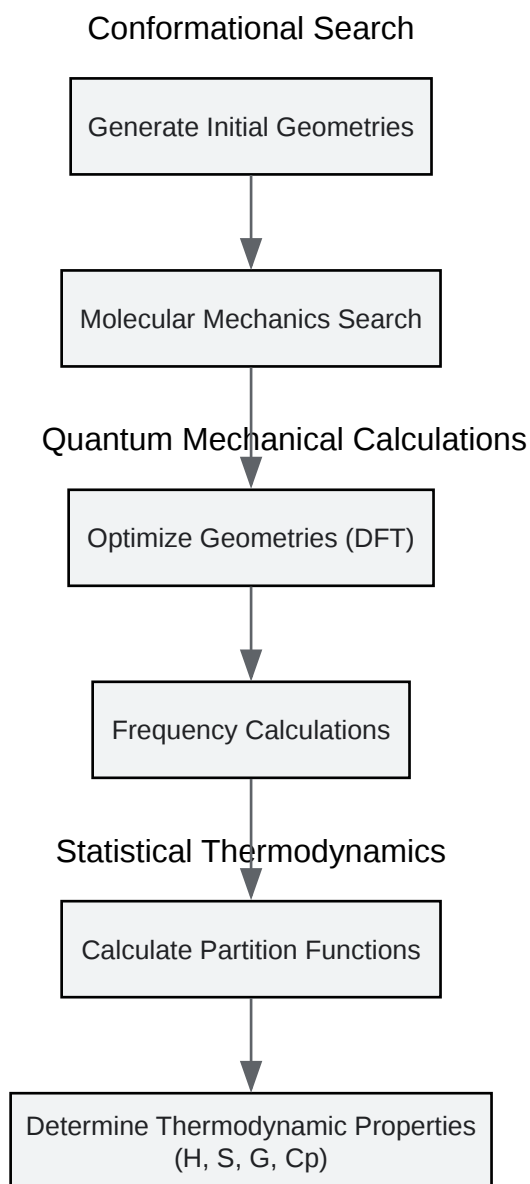 Conformational Search
Generate Initial Geometries
Molecular Mechanics Search
Quantum Mechanical Calculations
Optimize Geometries (DFT)
Frequency Calculations
Statistical Thermodynamics
Calculate Partition Functions
Determine Thermodynamic Properties
(H, S, G, Cp)